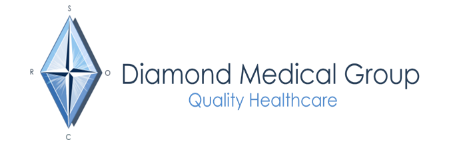 S
R O
Diamond Medical Group
Quality Healthcare
C